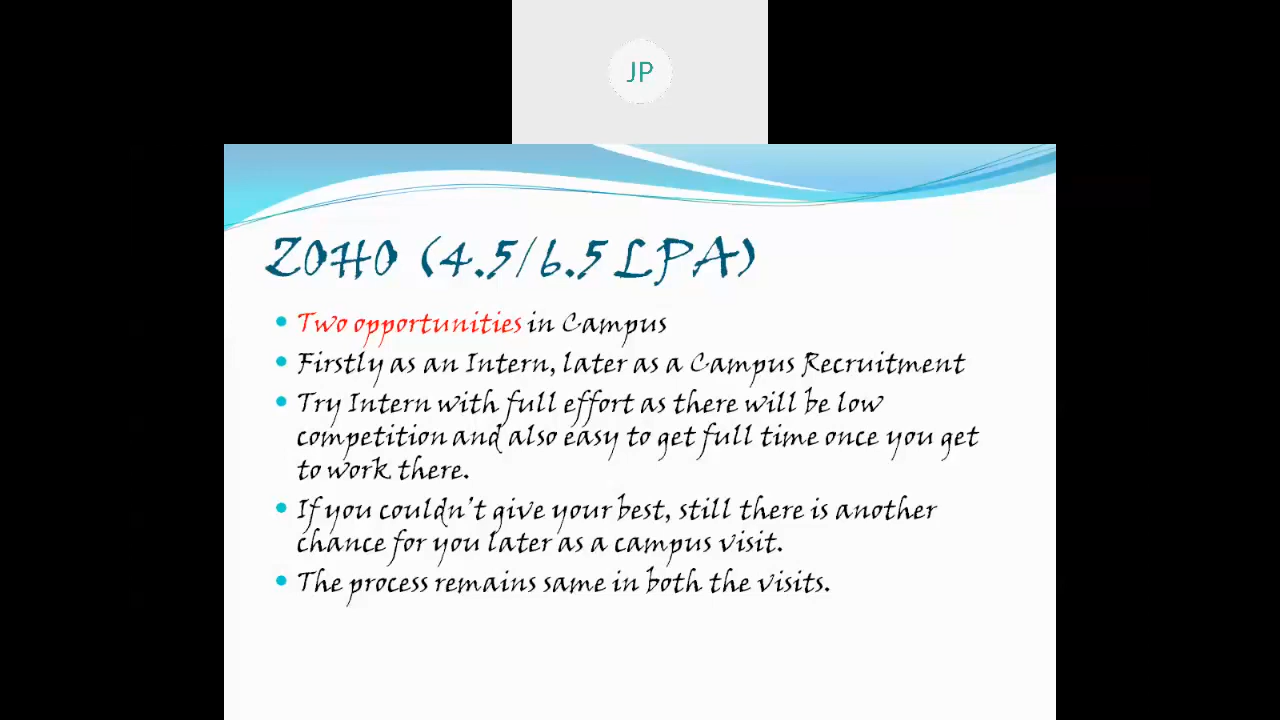 JP
ZOHO (4.5/6.5 LPA)
Two opportunities in Campus
Firstly as an Intern, later as a Campus Recruitment
Try Intern with full effort as there will be low
competition and also easy to get full time once you get
to work there.
If you couldn't give your best, still there is another
chance for you later as a campus visit.
The process remains same in both the visits.